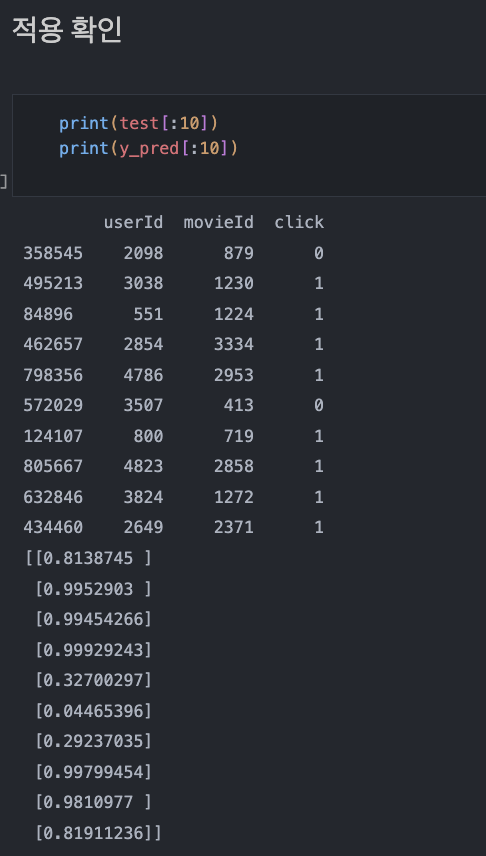 적용 확인
print(test[:10])
print(y_pred[:10])
]
userId movieId click
358545 2098 879 0
495213 3038 1230 1
84896 551 1224 1
462657 2854 3334 1
798356 4786 2953 1
572029 3507 413 0
124107 800 719 1
805667 4823 2858 1
632846 3824 1272 1
434460 2649 2371 1
[[0.8138745 ]
[0.9952903 ]
[0.99454266]
[0.99929243]
[0.32700297]
[0.04465396]
[0.29237035]
[0.99799454]
[0.9810977 ]
[0.81911236]]